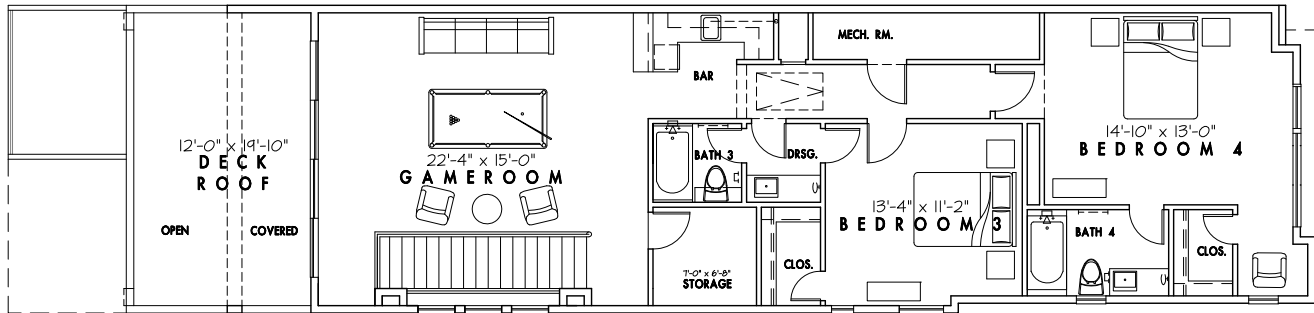 12'-0" x 19'-10"
DECK
ROOF
OPEN
COVERED
22'-4" x 15'-0"
GAMEROOM
BAR
MECH. RM.
BATH 3
DRSG.
7'-0" x 6'-8"
STORAGE
CLOS.
13'-4" x 11'-2"
BEDROOM 3
14'-10" x 13'-0"
BEDROOM 4
BATH 4
CLOS.